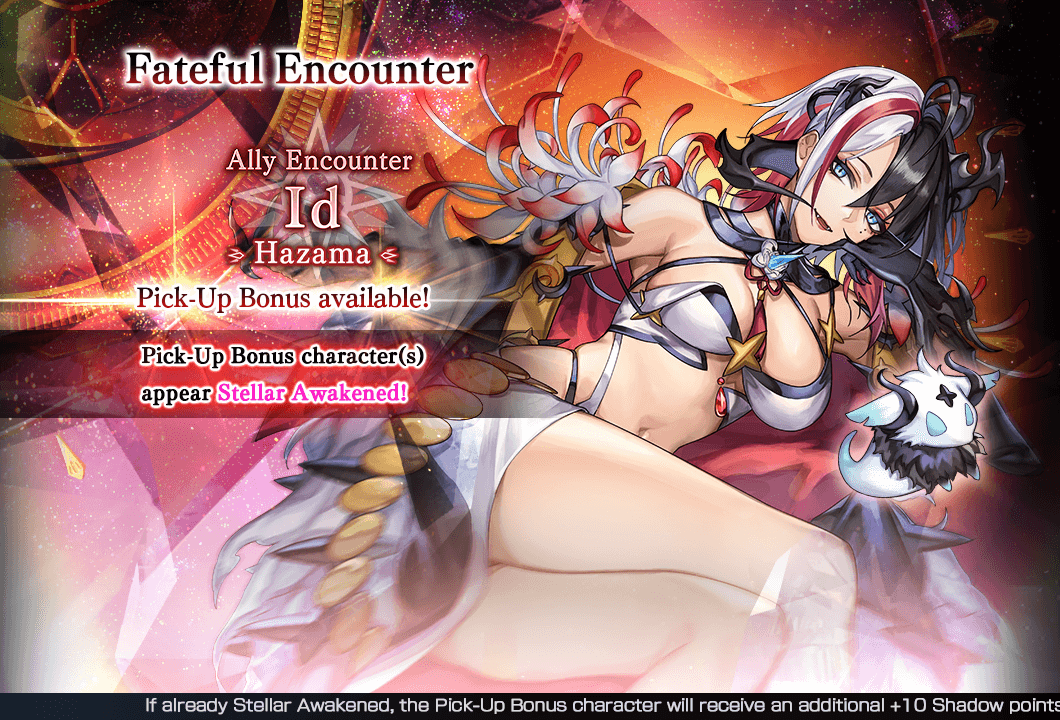 Fateful Encounter
Ally Encounter
Id
Hazama
Pick-Up Bonus available!
Pick-Up Bonus character(s)
appear Stellar Awakened!
If already Stellar Awakened, the Pick-Up Bonus character will receive an additional +10 Shadow points